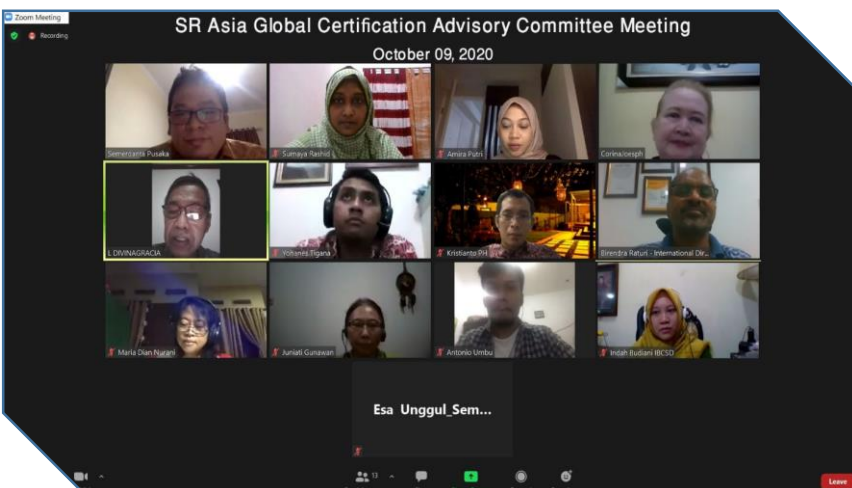 Zoom Meeting
Recording
SR Asia Global Certification Advisory Committee Meeting
October 09, 2020
Semerdanta Pusaka
Sumaya Rashid
Amira Putri
CorinaJoesph
L DIVINAGRACIA
Yohanes Tigana
Kristianto PH
Birendra Raturi - International Dir...
Maria Dian Nurani
Juniati Gunawan
Antonio Umbu
Indah Budiani IBCSD
Esa Unggul_Sem...
13
Leave